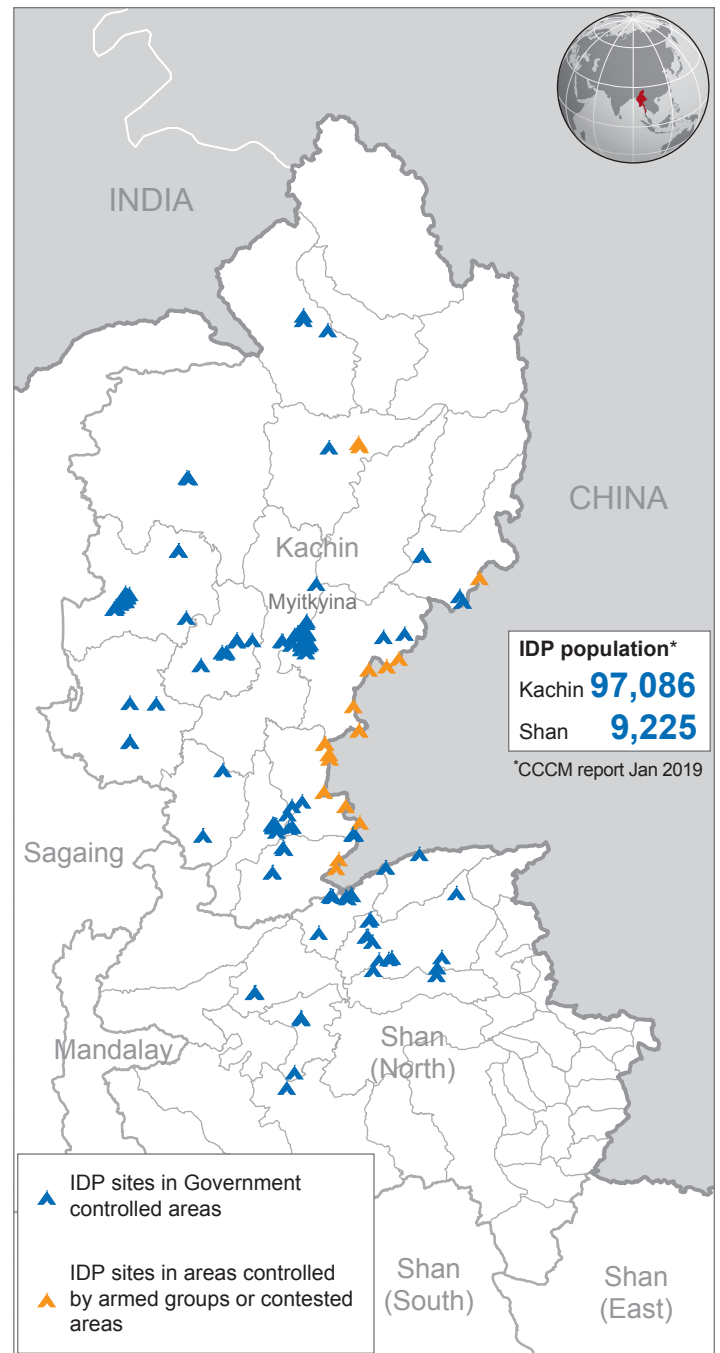 INDIA
CHINA
Kachin
Myitkyina
IDP population*
Kachin 97,086
Shan 9,225
*CCCM report Jan 2019
Sagaing
Mandalay
Shan
(North)
IDP sites in Government
controlled areas
IDP sites in areas controlled
by armed groups or contested
areas
Shan
(South)
Shan
(East)